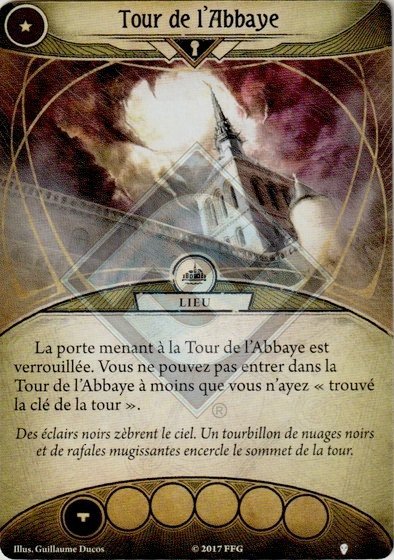 Tour de l'Abbaye
LIEU
La porte menant à la Tour de l'Abbaye est
verrouillée. Vous ne pouvez pas entrer dans la
Tour de l'Abbaye à moins que vous n'ayez « trouvé
la clé de la tour ».
®
Des éclairs noirs zèbrent le ciel. Un tourbillon de nuages noirs
et de rafales mugissantes encercle le sommet de la tour.
Illus. Guillaume Ducos © 2017 FFG